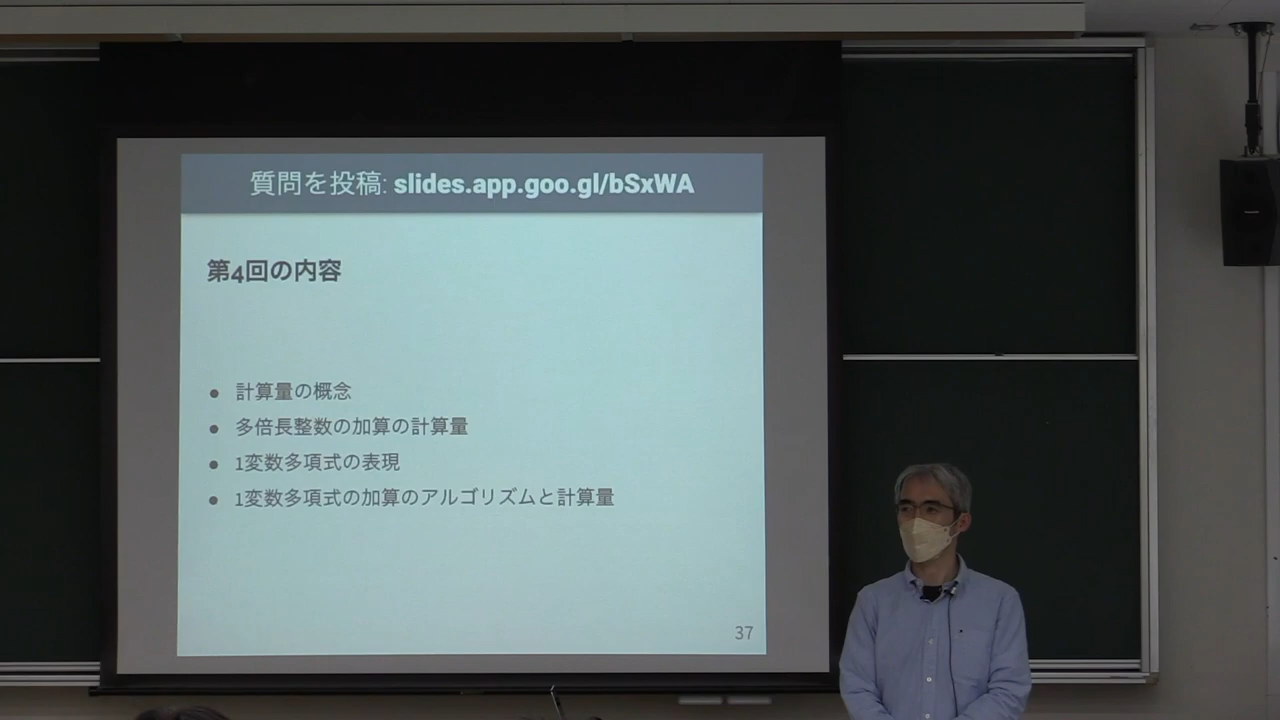 質問を投稿: slides.app.goo.gl/bSxWA
第4回の内容
● 計算量の概念
● 多倍長整数の加算の計算量
● 1変数多項式の表現
● 1変数多項式の加算のアルゴリズムと計算量
37